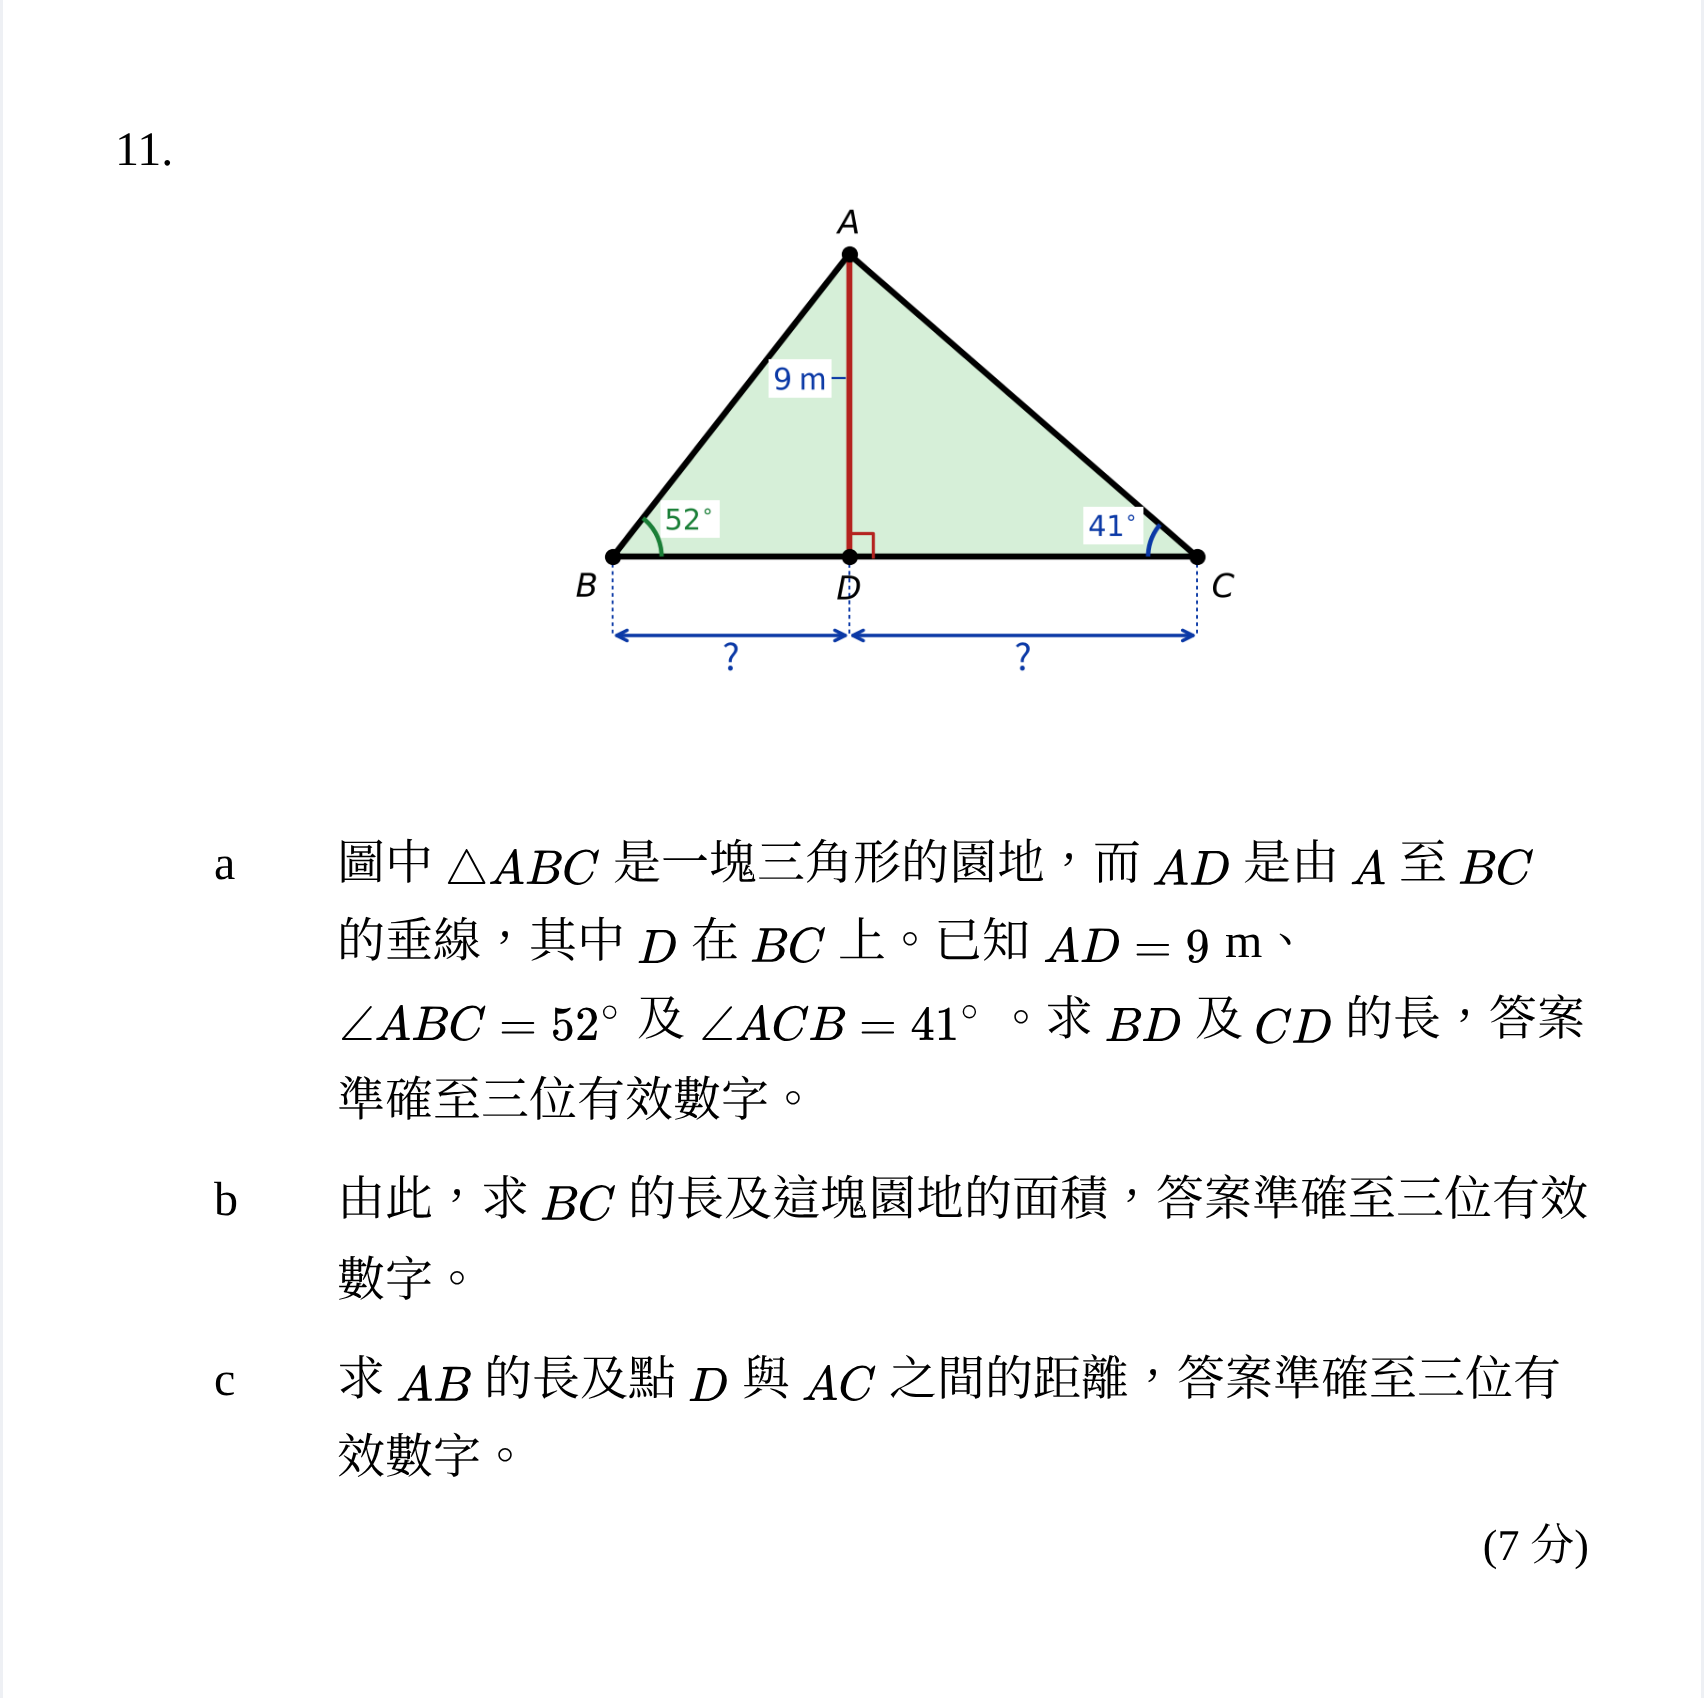 11.
A
9 m
52°
41°
B
D
C
?
?
a 圖中 △ABC 是一塊三角形的園地，而 AD 是由 A 至 BC
的垂線，其中 D 在 BC 上。已知 AD = 9 m、
∠ABC = 52° 及 ∠ACB = 41° 。求 BD 及 CD 的長，答案
準確至三位有效數字。
b 由此，求 BC 的長及這塊園地的面積，答案準確至三位有效
數字。
c 求 AB 的長及點 D 與 AC 之間的距離，答案準確至三位有
效數字。
(7 分)